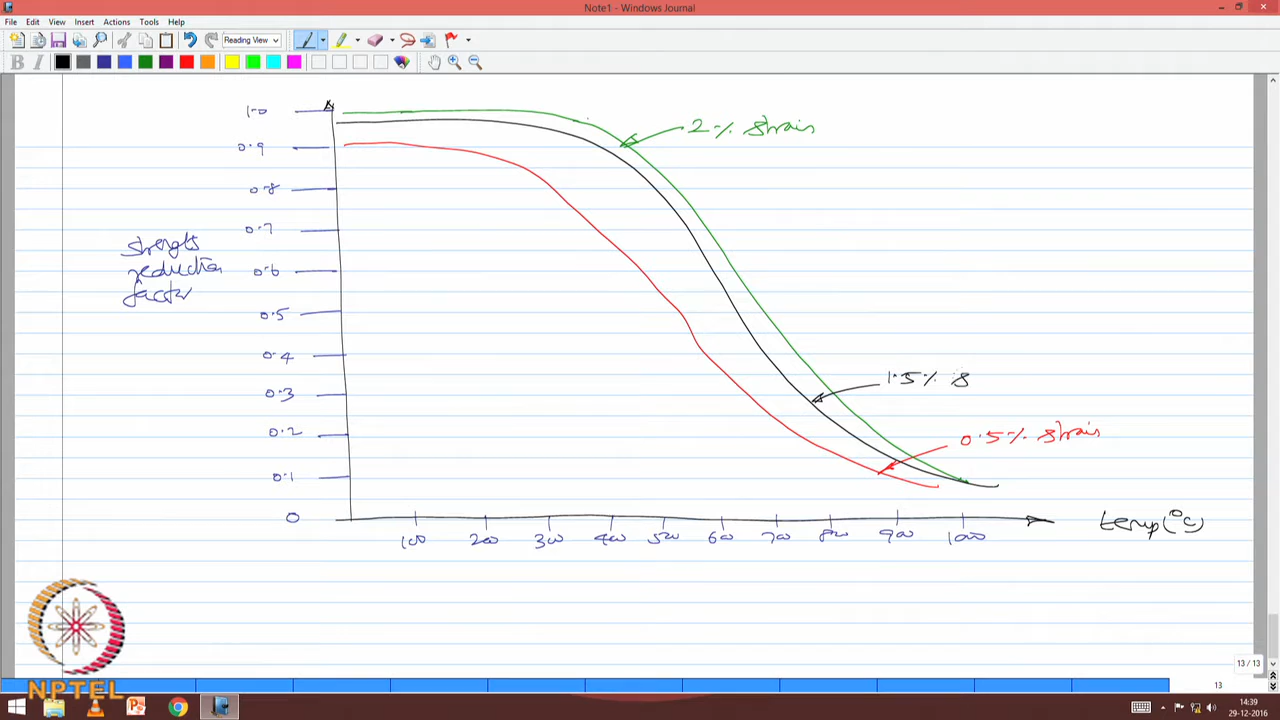 Note1 - Windows Journal
File Edit View Insert Actions Tools Help
Reading View
B I
1.0
0.9
0.8
0.7
0.6
0.5
0.4
0.3
0.2
0.1
0
strength
reduction
factor
2% strain
1.5% s
0.5% strain
100 200 300 400 500 600 700 800 900 1000
temp(°c)
13 / 13
13
NPTEL
14:39
29-12-2016